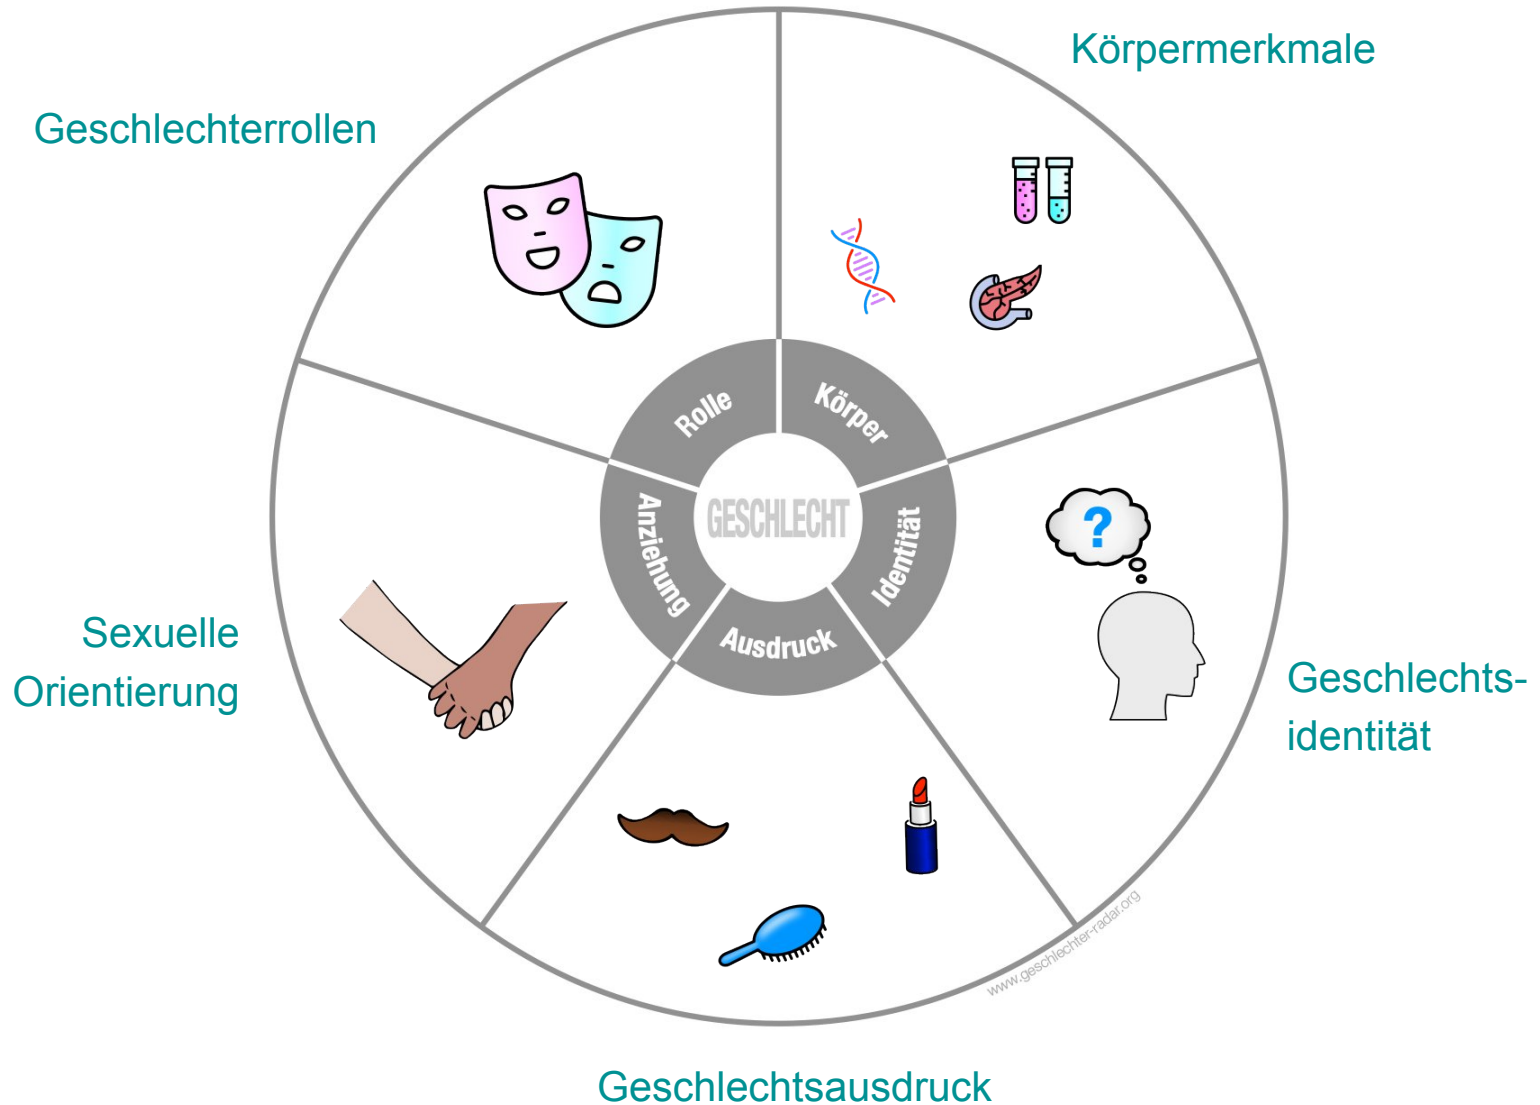 Körpermerkmale
Geschlechterrollen
Rolle
Körper
GESCHLECHT
Anziehung
Identität
Ausdruck
Sexuelle
Orientierung
Geschlechts-
identität
www.geschlechter-radar.org
Geschlechtsausdruck
?